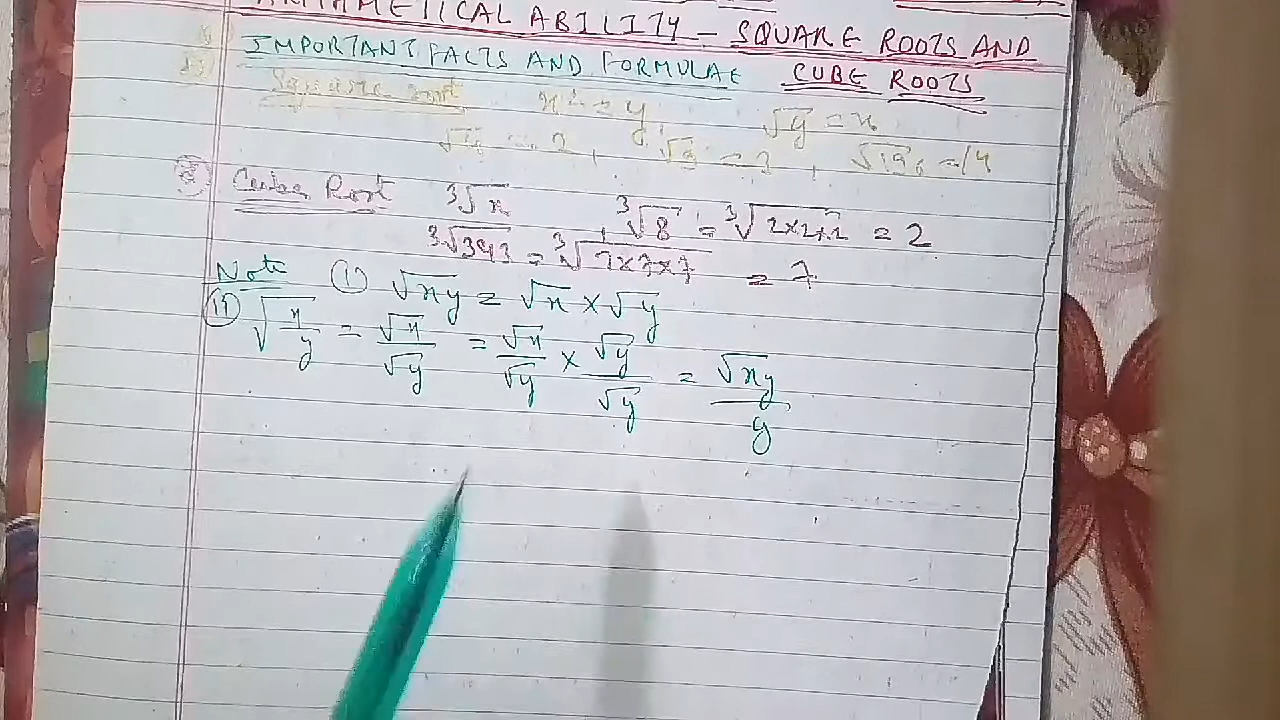 ARITHMETICAL ABILITY - SQUARE ROOTS AND
IMPORTANT FACTS AND FORMULAE CUBE ROOTS
Square root x² = y √y = x
√4 = 2, √9 = 3, √196 = 14
Cube Root ³√x , ³√8 = ³√2×2×2 = 2
³√343 = ³√7×7×7 = 7
Note (i) √xy = √x × √y
(ii) √x/y = √x/√y = √x/√y × √y/√y = √xy/y